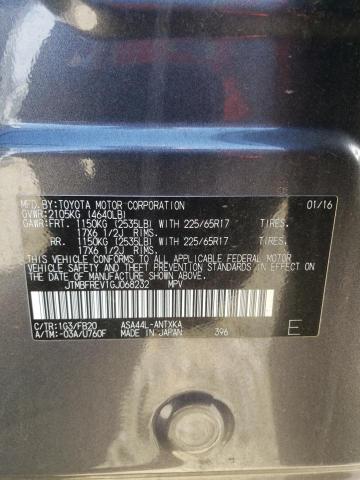 MFD.BY:TOYOTA MOTOR CORPORATION 01/16
GVWR:2105KG (4640LB)
GAWR:FRT. 1150KG (2535LB) WITH 225/65R17
17X6 1/2J RIMS.
RR. 1150KG (2535LB) WITH 225/65R17
17X6 1/2J RIMS.
THIS VEHICLE CONFORMS TO ALL APPLICABLE FEDERAL MOTOR
VEHICLE SAFETY AND
THEFT PREVENTION STANDARDS IN EFFECT ON THE DATE
OF MANUFACTURE SHOWN ABOVE.
JTMBFREV1GJ068232 MPV
C/TR:1G3/FB20 ASA44L-ANTXKA
A/TM:-03A/U760F MADE IN JAPAN 396 E